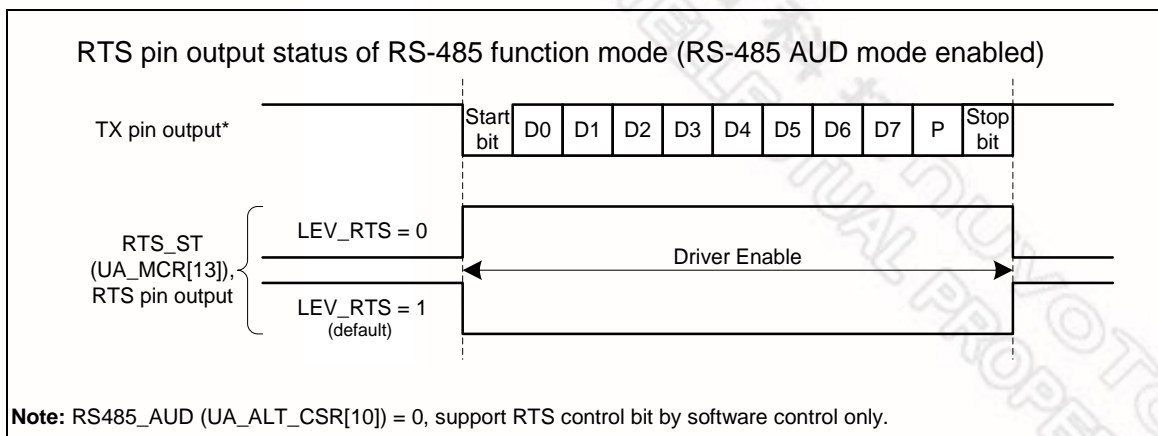 RTS pin output status of RS-485 function mode (RS-485 AUD mode enabled)
TX pin output*
Start bit
D0
D1
D2
D3
D4
D5
D6
D7
P
Stop bit
RTS_ST
(UA_MCR[13]),
RTS pin output
LEV_RTS = 0
Driver Enable
LEV_RTS = 1
(default)
Note: RS485_AUD (UA_ALT_CSR[10]) = 0, support RTS control bit by software control only.